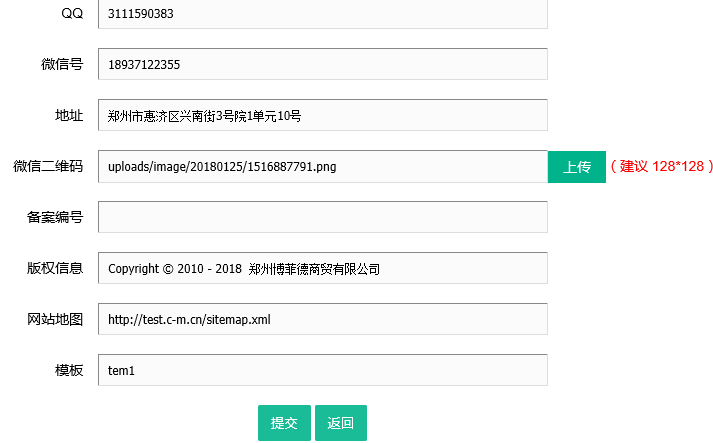 QQ 3111590383
微信号 18937122355
地址 郑州市惠济区兴南街3号院1单元10号
微信二维码 uploads/image/20180125/1516887791.png 上传 ( 建议 128*128 )
备案编号
版权信息 Copyright © 2010 - 2018 郑州博菲德商贸有限公司
网站地图 http://test.c-m.cn/sitemap.xml
模板 tem1
提交 返回